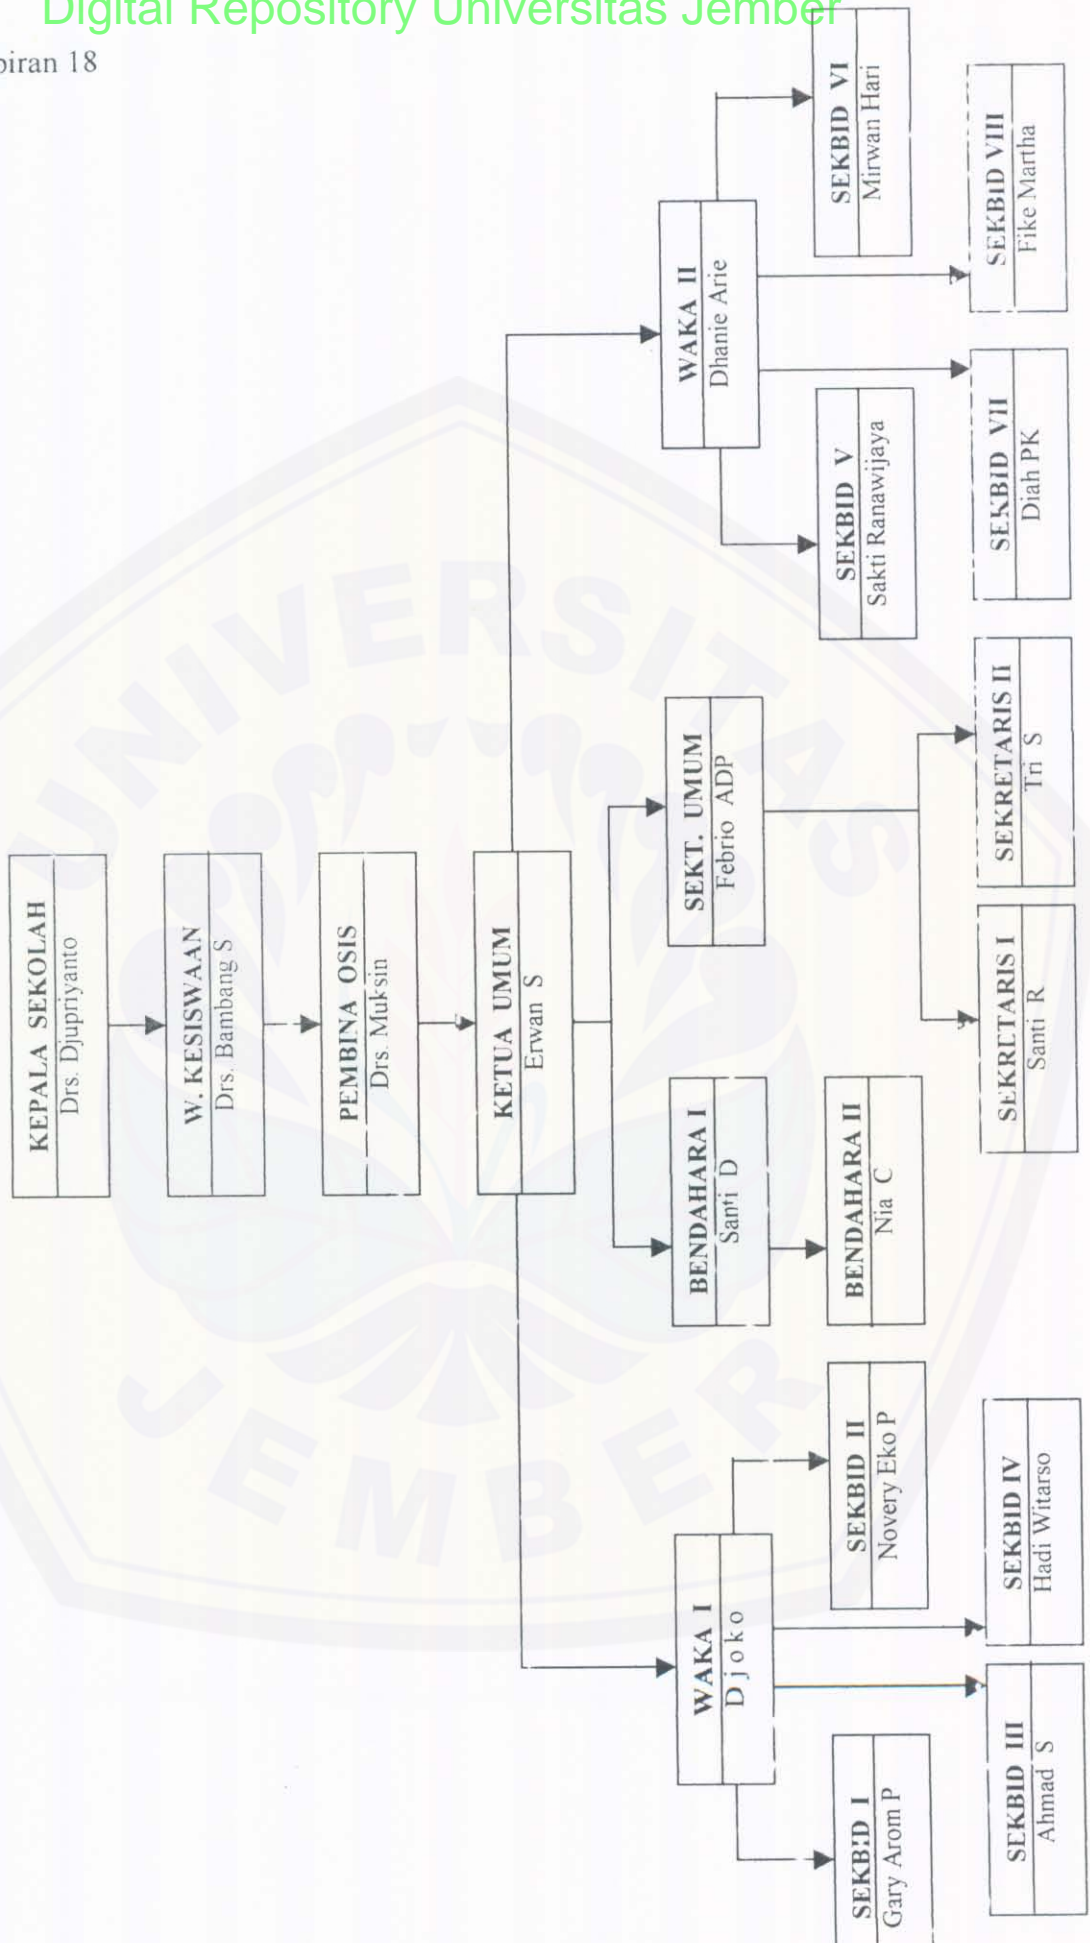 Digital Repository Universitas Jember
piran 18
KEPALA SEKOLAH
Drs. Djupriyanto
W. KESISWAAN
Drs. Bambang S
PEMBINA OSIS
Drs. Muksin
KETUA UMUM
Erwan S
WAKA I
Djoko
BENDAHARA I
Santi D
SEKT. UMUM
Febrio ADP
WAKA II
Dhanie Arie
SEKBID I
Gary Arom P
SEKBID II
Novery Eko P
BENDAHARA II
Nia C
SEKBID V
Sakti Ranawijaya
SEKBID VI
Mirwan Hari
SEKBID III
Ahmad S
SEKBID IV
Hadi Witarso
SEKRETARIS I
Santi R
SEKRETARIS II
Tri S
SEKBID VII
Diah PK
SEKBID VIII
Fike Martha
UNIVERSITAS
JEMBER